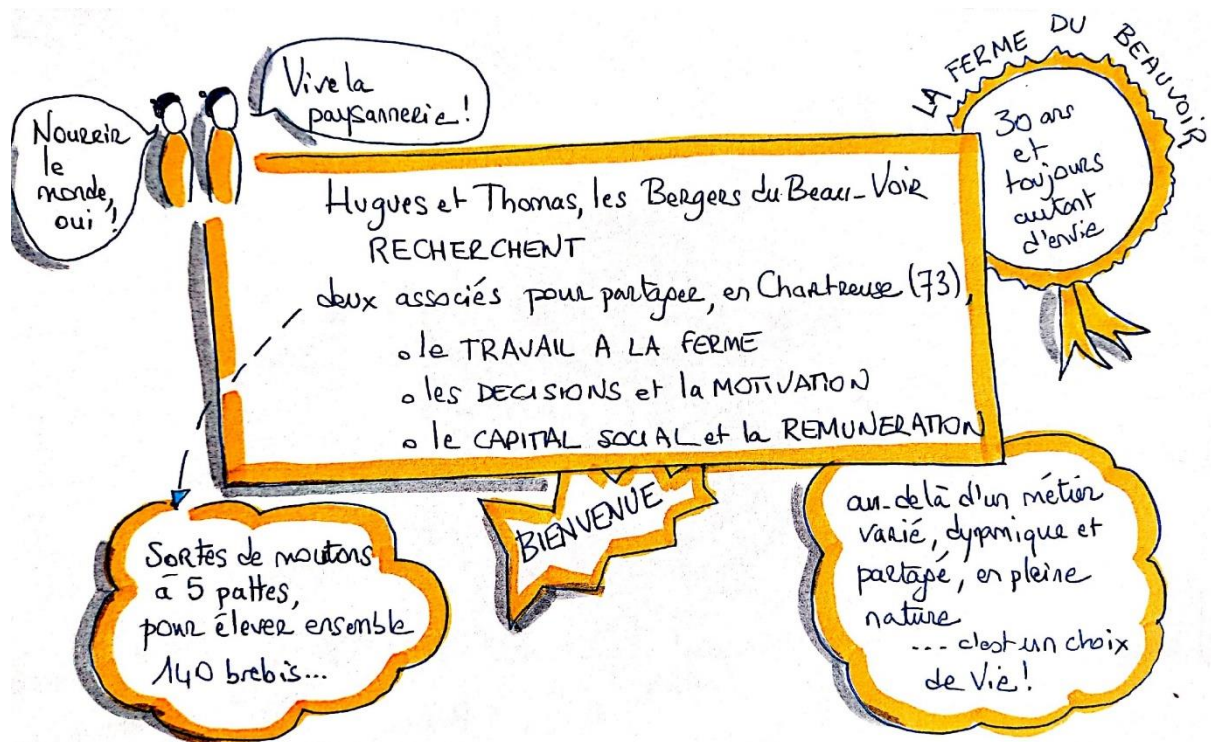 Nourrir
le
monde,
oui !
Vive la
paysannerie !
LA FERME DU BEAUVOIR
30 ans
et
toujours
autant
d'envie
Hugues et Thomas, les Bergers du Beau-Voir
RECHERCHENT
deux associés pour partager, en Chartreuse (73),
o le TRAVAIL A LA FERME
o les DECISIONS et la MOTIVATION
o le CAPITAL SOCIAL et la REMUNERATION
BIENVENUE
Sortes de moutons
à 5 pattes,
pour élever ensemble
140 brebis...
au-delà d'un métier
varié, dynamique et
partagé, en pleine
nature
... c'est un choix
de Vie !